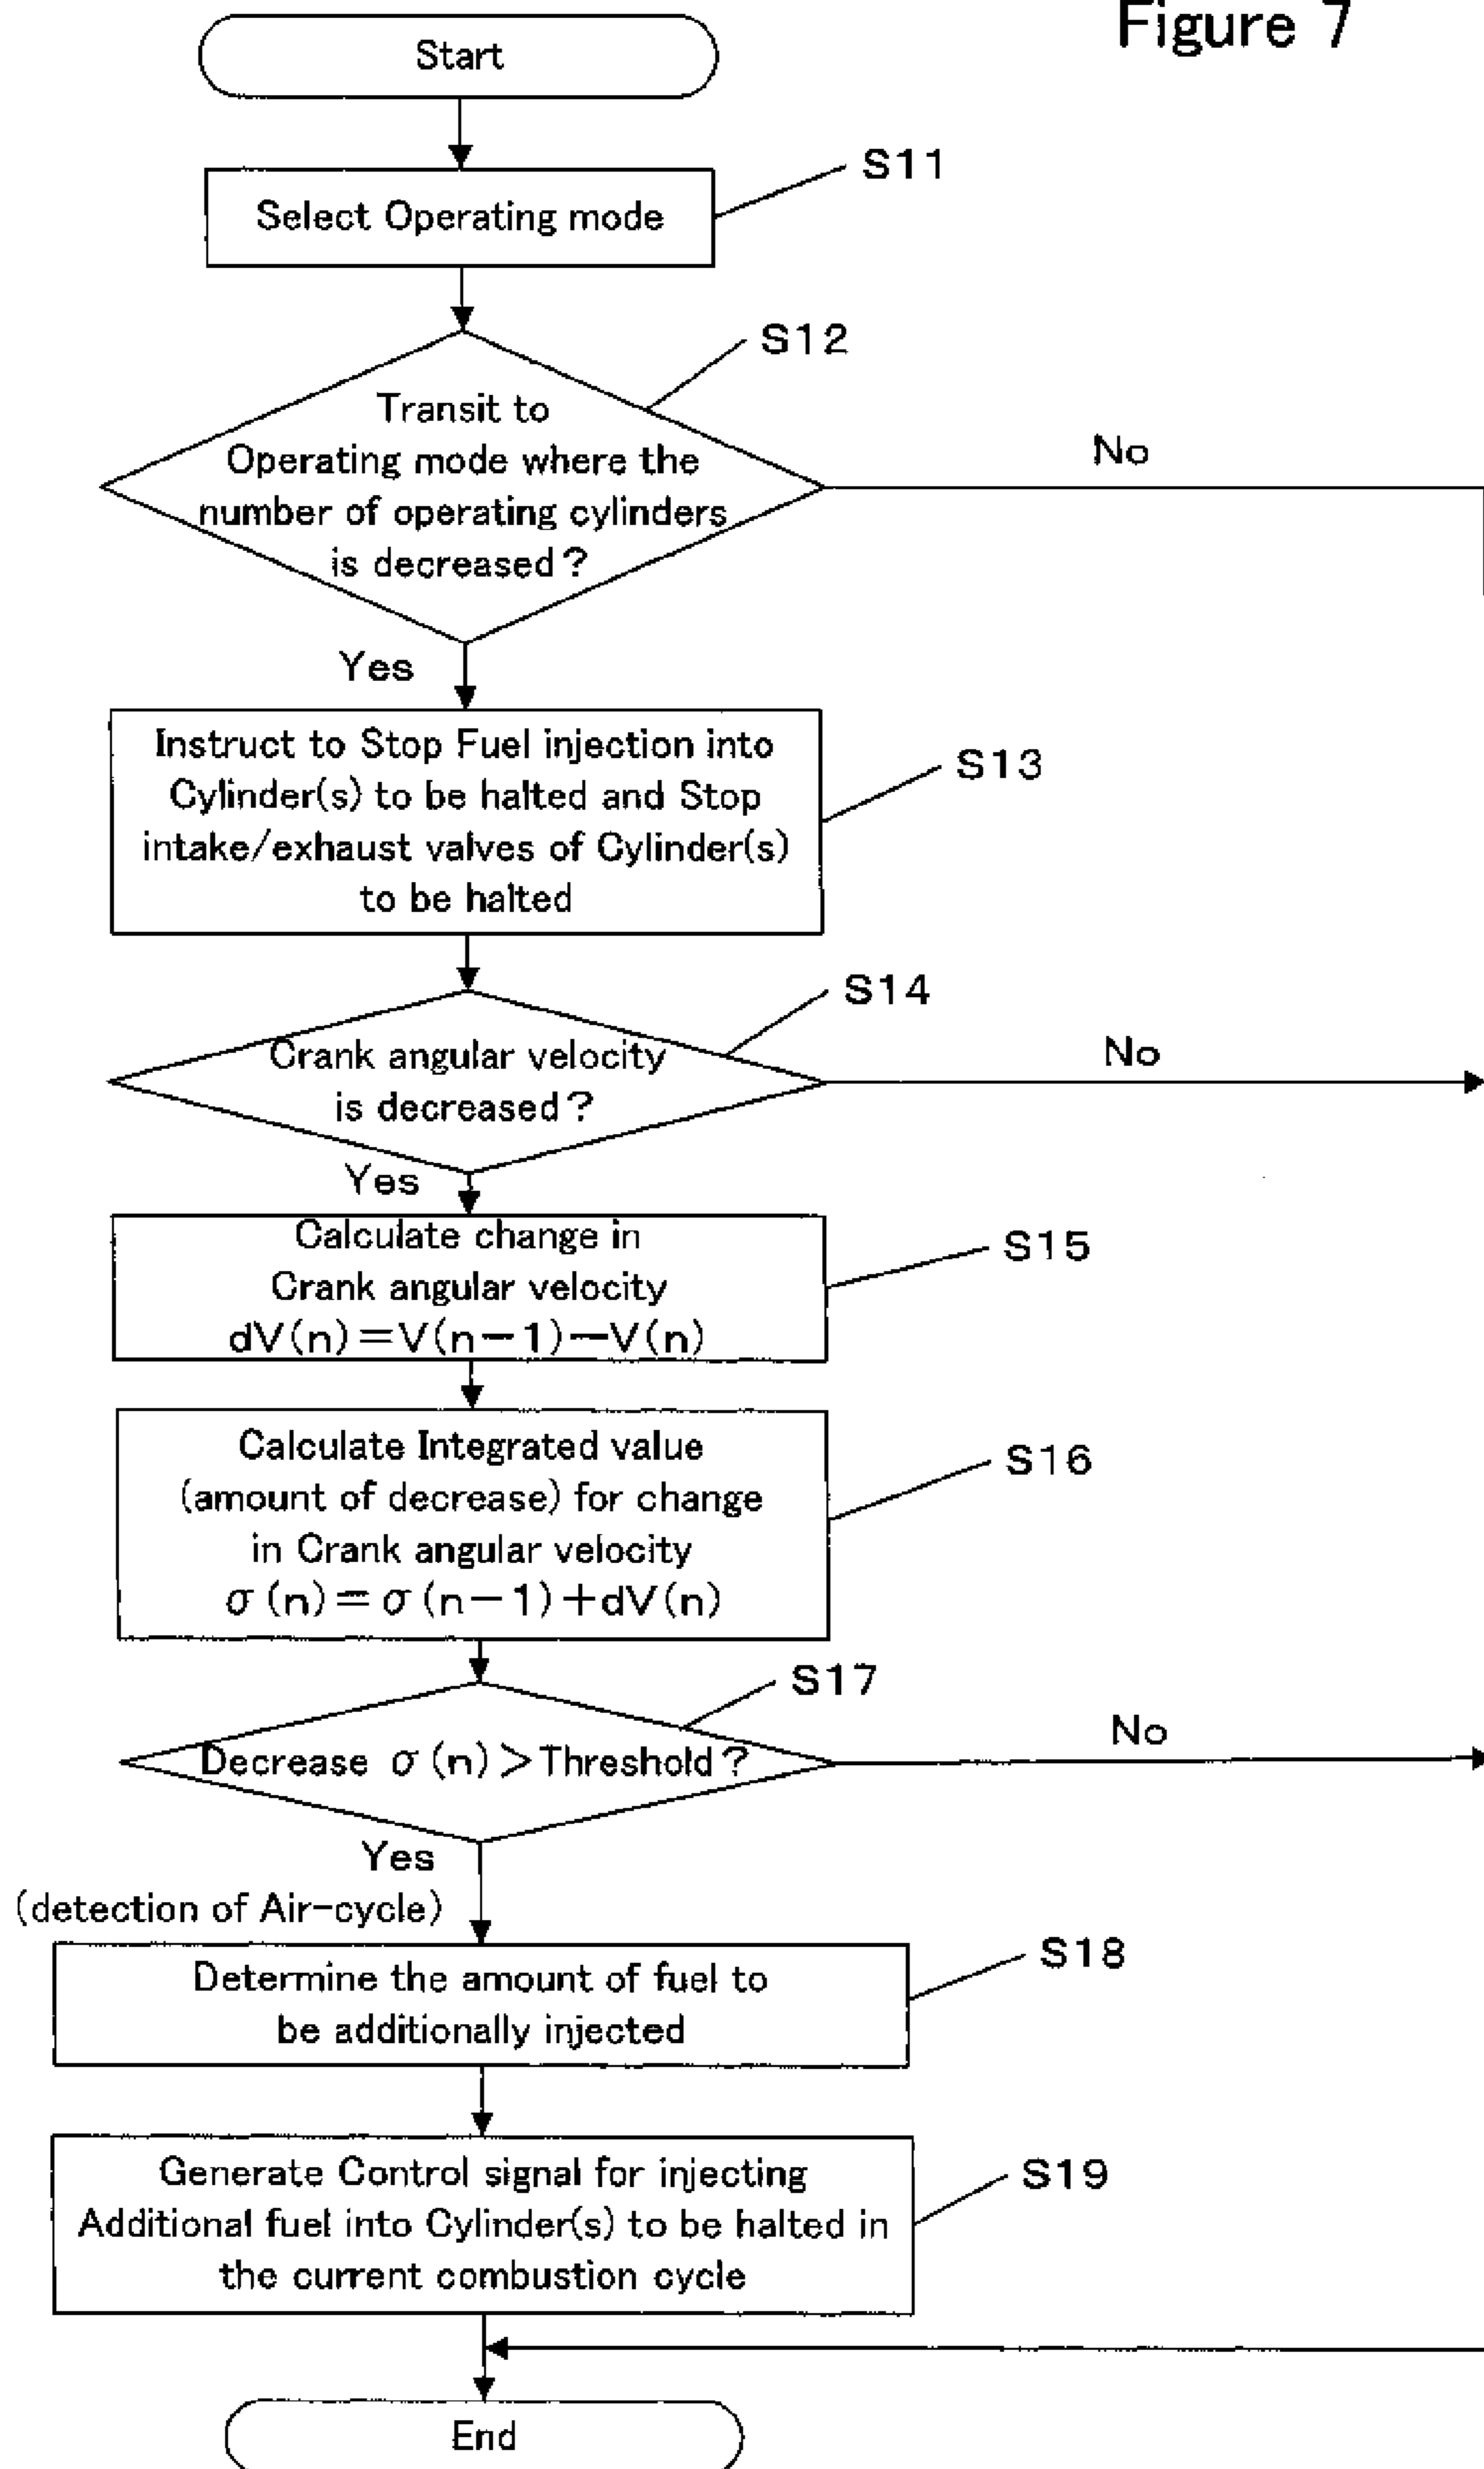 Figure 7
Start
S11
Select Operating mode
S12
Transit to
Operating mode where the
number of operating cylinders
is decreased?
No
Yes
Instruct to Stop Fuel injection into
Cylinder(s) to be halted and Stop
intake/exhaust valves of Cylinder(s)
to be halted
S13
S14
Crank angular velocity
is decreased?
No
Yes
Calculate change in
Crank angular velocity
dV(n)=V(n-1)-V(n)
S15
Calculate Integrated value
(amount of decrease) for change
in Crank angular velocity
σ(n)=σ(n-1)+dV(n)
S16
S17
Decrease σ(n)>Threshold?
No
Yes
(detection of Air-cycle)
S18
Determine the amount of fuel to
be additionally injected
Generate Control signal for injecting
Additional fuel into Cylinder(s) to be halted in
the current combustion cycle
S19
End